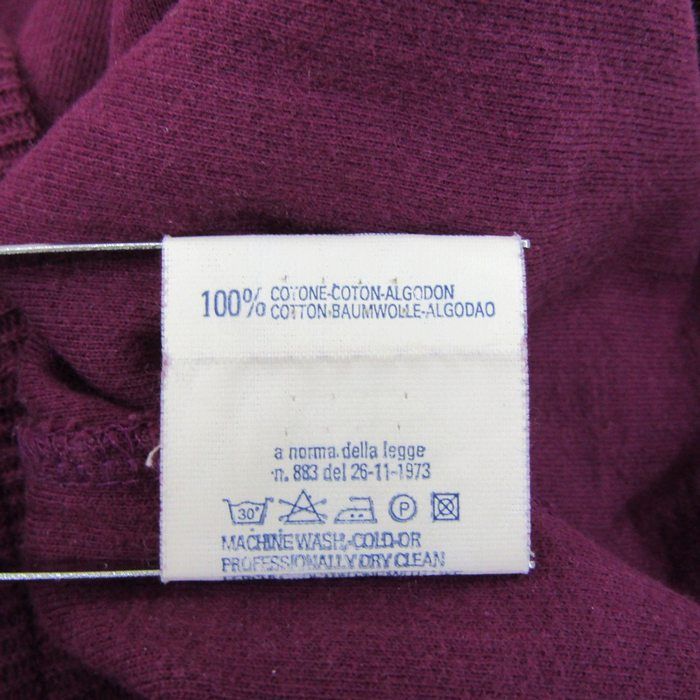 100% COTONE-COTON-ALGODON
COTTON-BAUMWOLLE-ALGODAO
a norma della legge
n. 883 del 26-11-1973
30° P
MACHINE WASH,-COLD-OR
PROFESSIONALLY DRY CLEAN